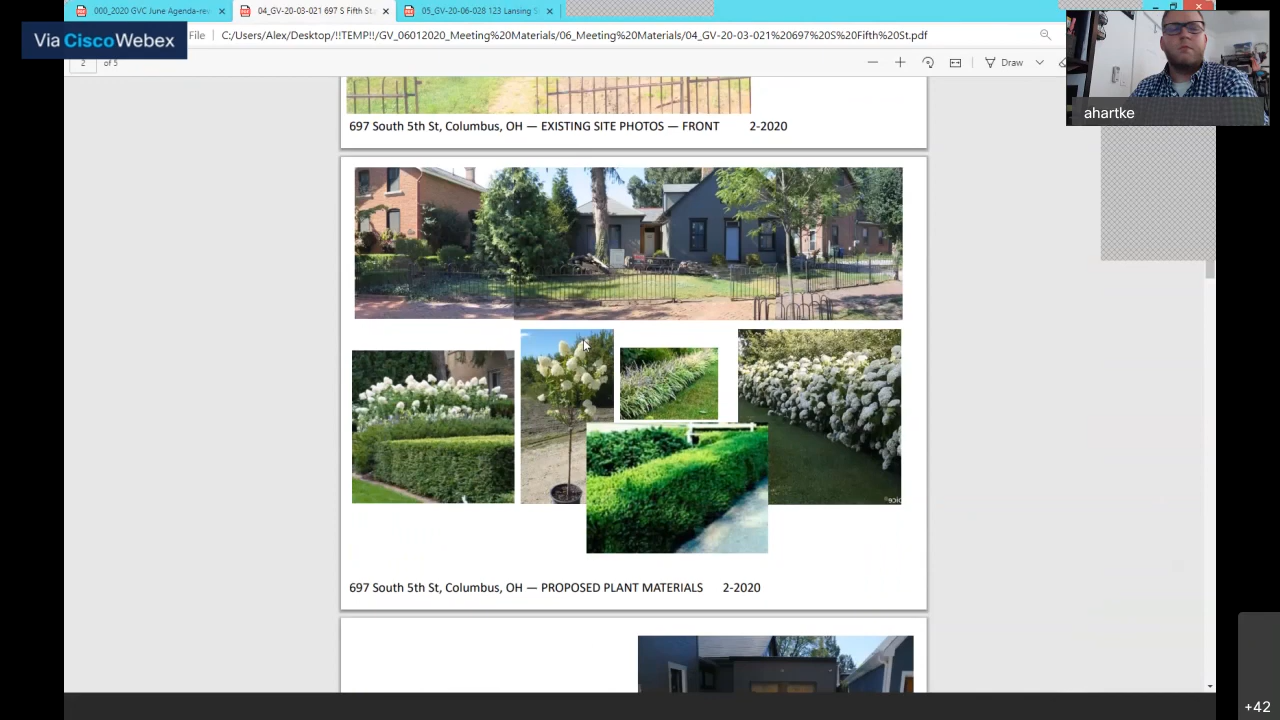 000_2020 GVC June Agenda-rev
04_GV-20-03-021 697 S Fifth St.
05_GV-20-06-028 123 Lansing S
Via Cisco Webex
File
C:/Users/Alex/Desktop/!!TEMP!!/GV_06012020_Meeting%20Materials/06_Meeting%20Materials/04_GV-20-03-021%20697%20S%20Fifth%20St.pdf
2 of 5
Draw
ahartke
697 South 5th St, Columbus, OH — EXISTING SITE PHOTOS — FRONT 2-2020
697 South 5th St, Columbus, OH — PROPOSED PLANT MATERIALS 2-2020
+42